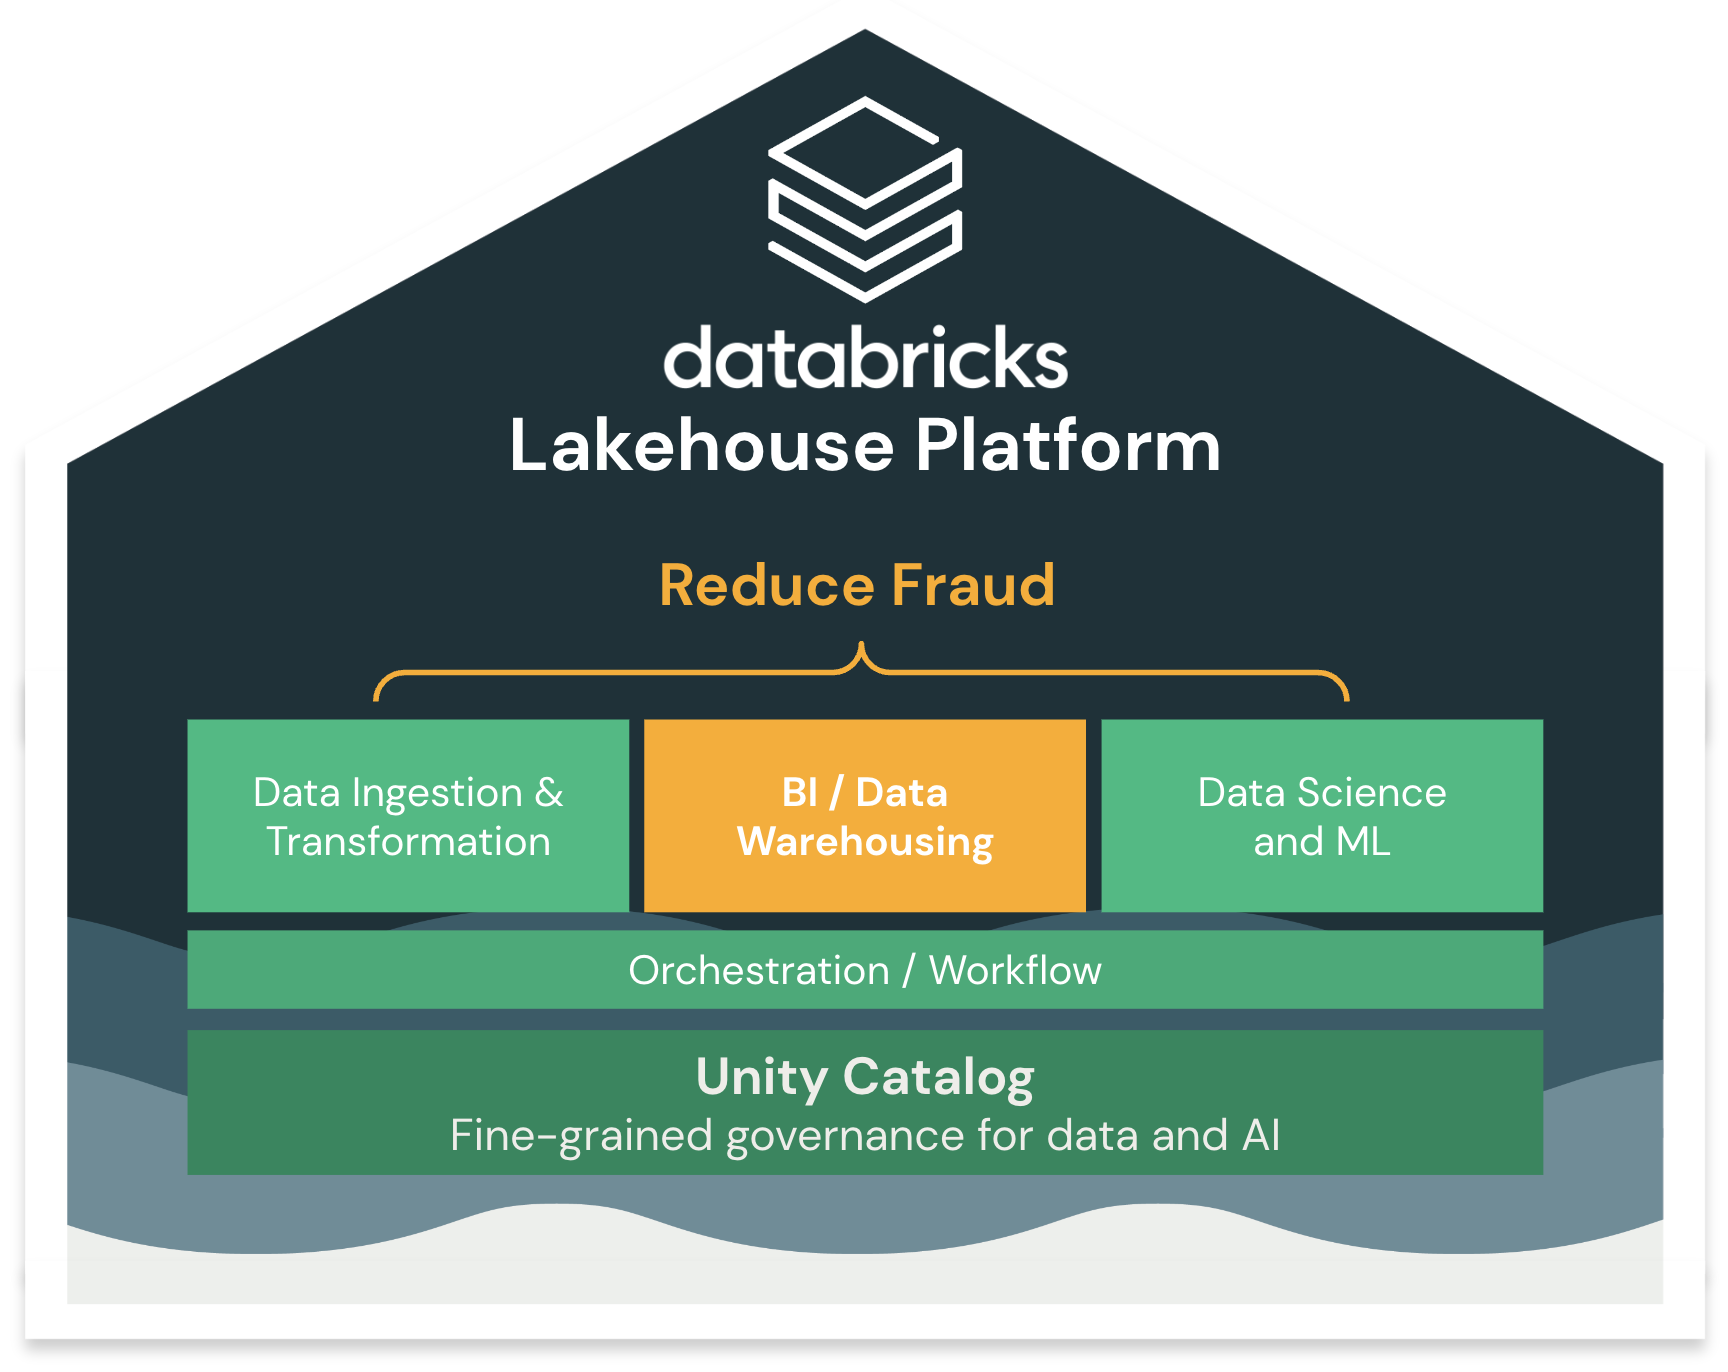 databricks
Lakehouse Platform
Reduce Fraud
Data Ingestion &
Transformation
BI / Data
Warehousing
Data Science
and ML
Orchestration / Workflow
Unity Catalog
Fine-grained governance for data and AI